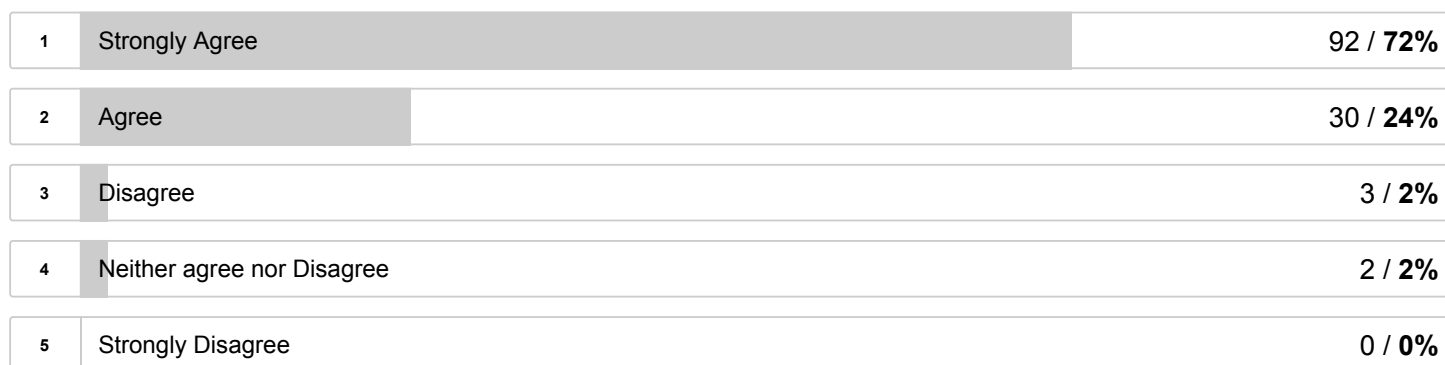 1 Strongly Agree 92 / 72%
2 Agree 30 / 24%
3 Disagree 3 / 2%
4 Neither agree nor Disagree 2 / 2%
5 Strongly Disagree 0 / 0%